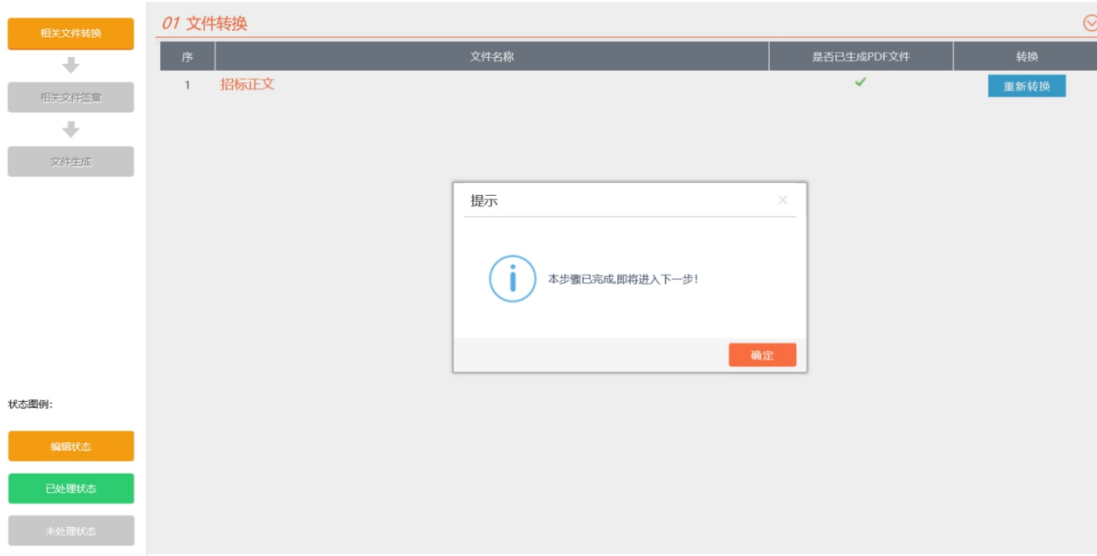 相关文件转换
相关文件签章
文件生成
状态图例：
编辑状态
已处理状态
未处理状态
01 文件转换
序 文件名称 是否已生成PDF文件 转换
1 招标正文 重新转换
提示
本步骤已完成,即将进入下一步!
确定